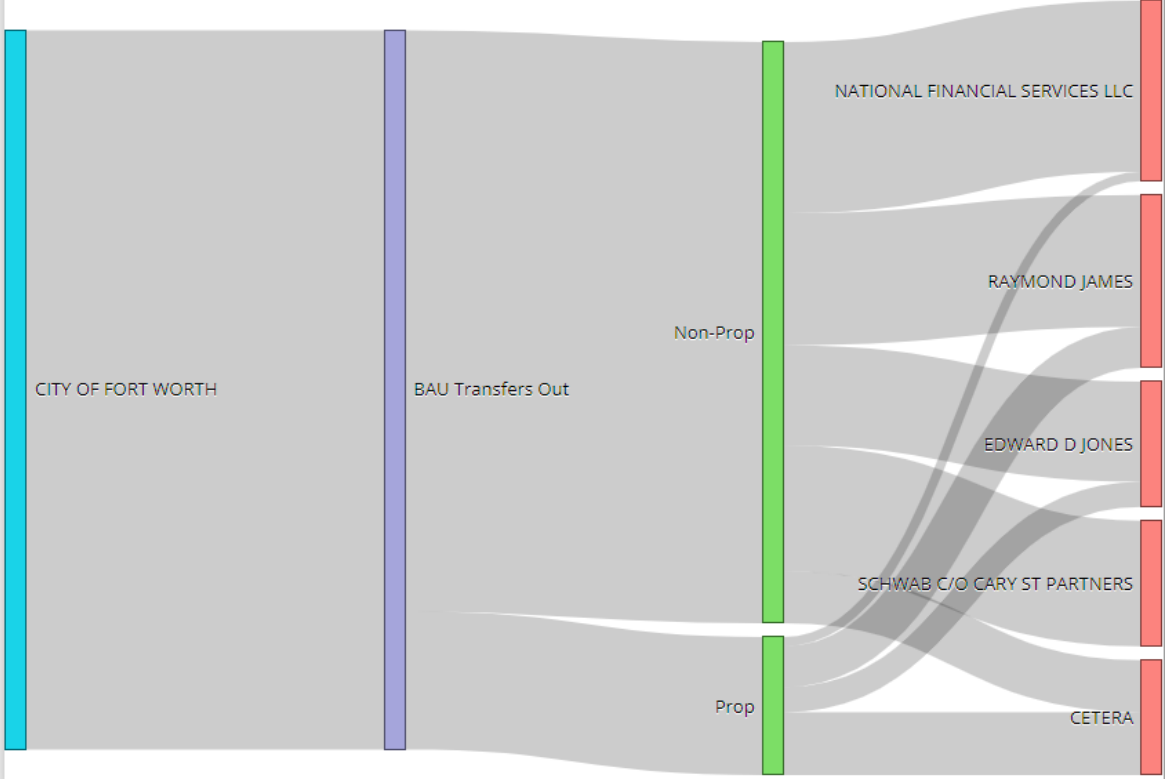 NATIONAL FINANCIAL SERVICES LLC
RAYMOND JAMES
Non-Prop
CITY OF FORT WORTH
BAU Transfers Out
EDWARD D JONES
SCHWAB C/O CARY ST PARTNERS
Prop
CETERA